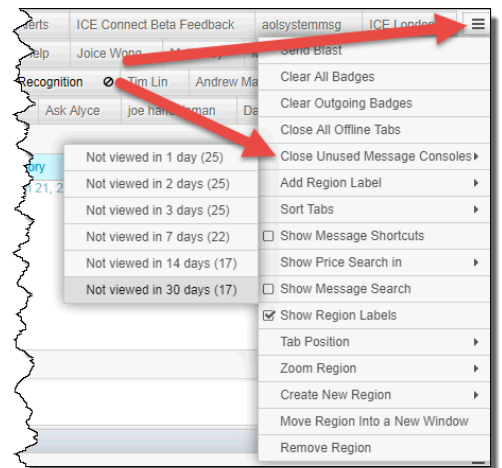 ICE Connect Beta Feedback aolsystemmsg ICE London
Joice Wong
Recognition Tim Lin Andrew Ma
Ask Alyce joe
Send Blast
Clear All Badges
Clear Outgoing Badges
Close All Offline Tabs
Close Unused Message Consoles
Add Region Label
Sort Tabs
Show Message Shortcuts
Show Price Search in
Show Message Search
Show Region Labels
Tab Position
Zoom Region
Create New Region
Move Region Into a New Window
Remove Region
Not viewed in 1 day (25)
Not viewed in 2 days (25)
Not viewed in 3 days (25)
Not viewed in 7 days (22)
Not viewed in 14 days (17)
Not viewed in 30 days (17)